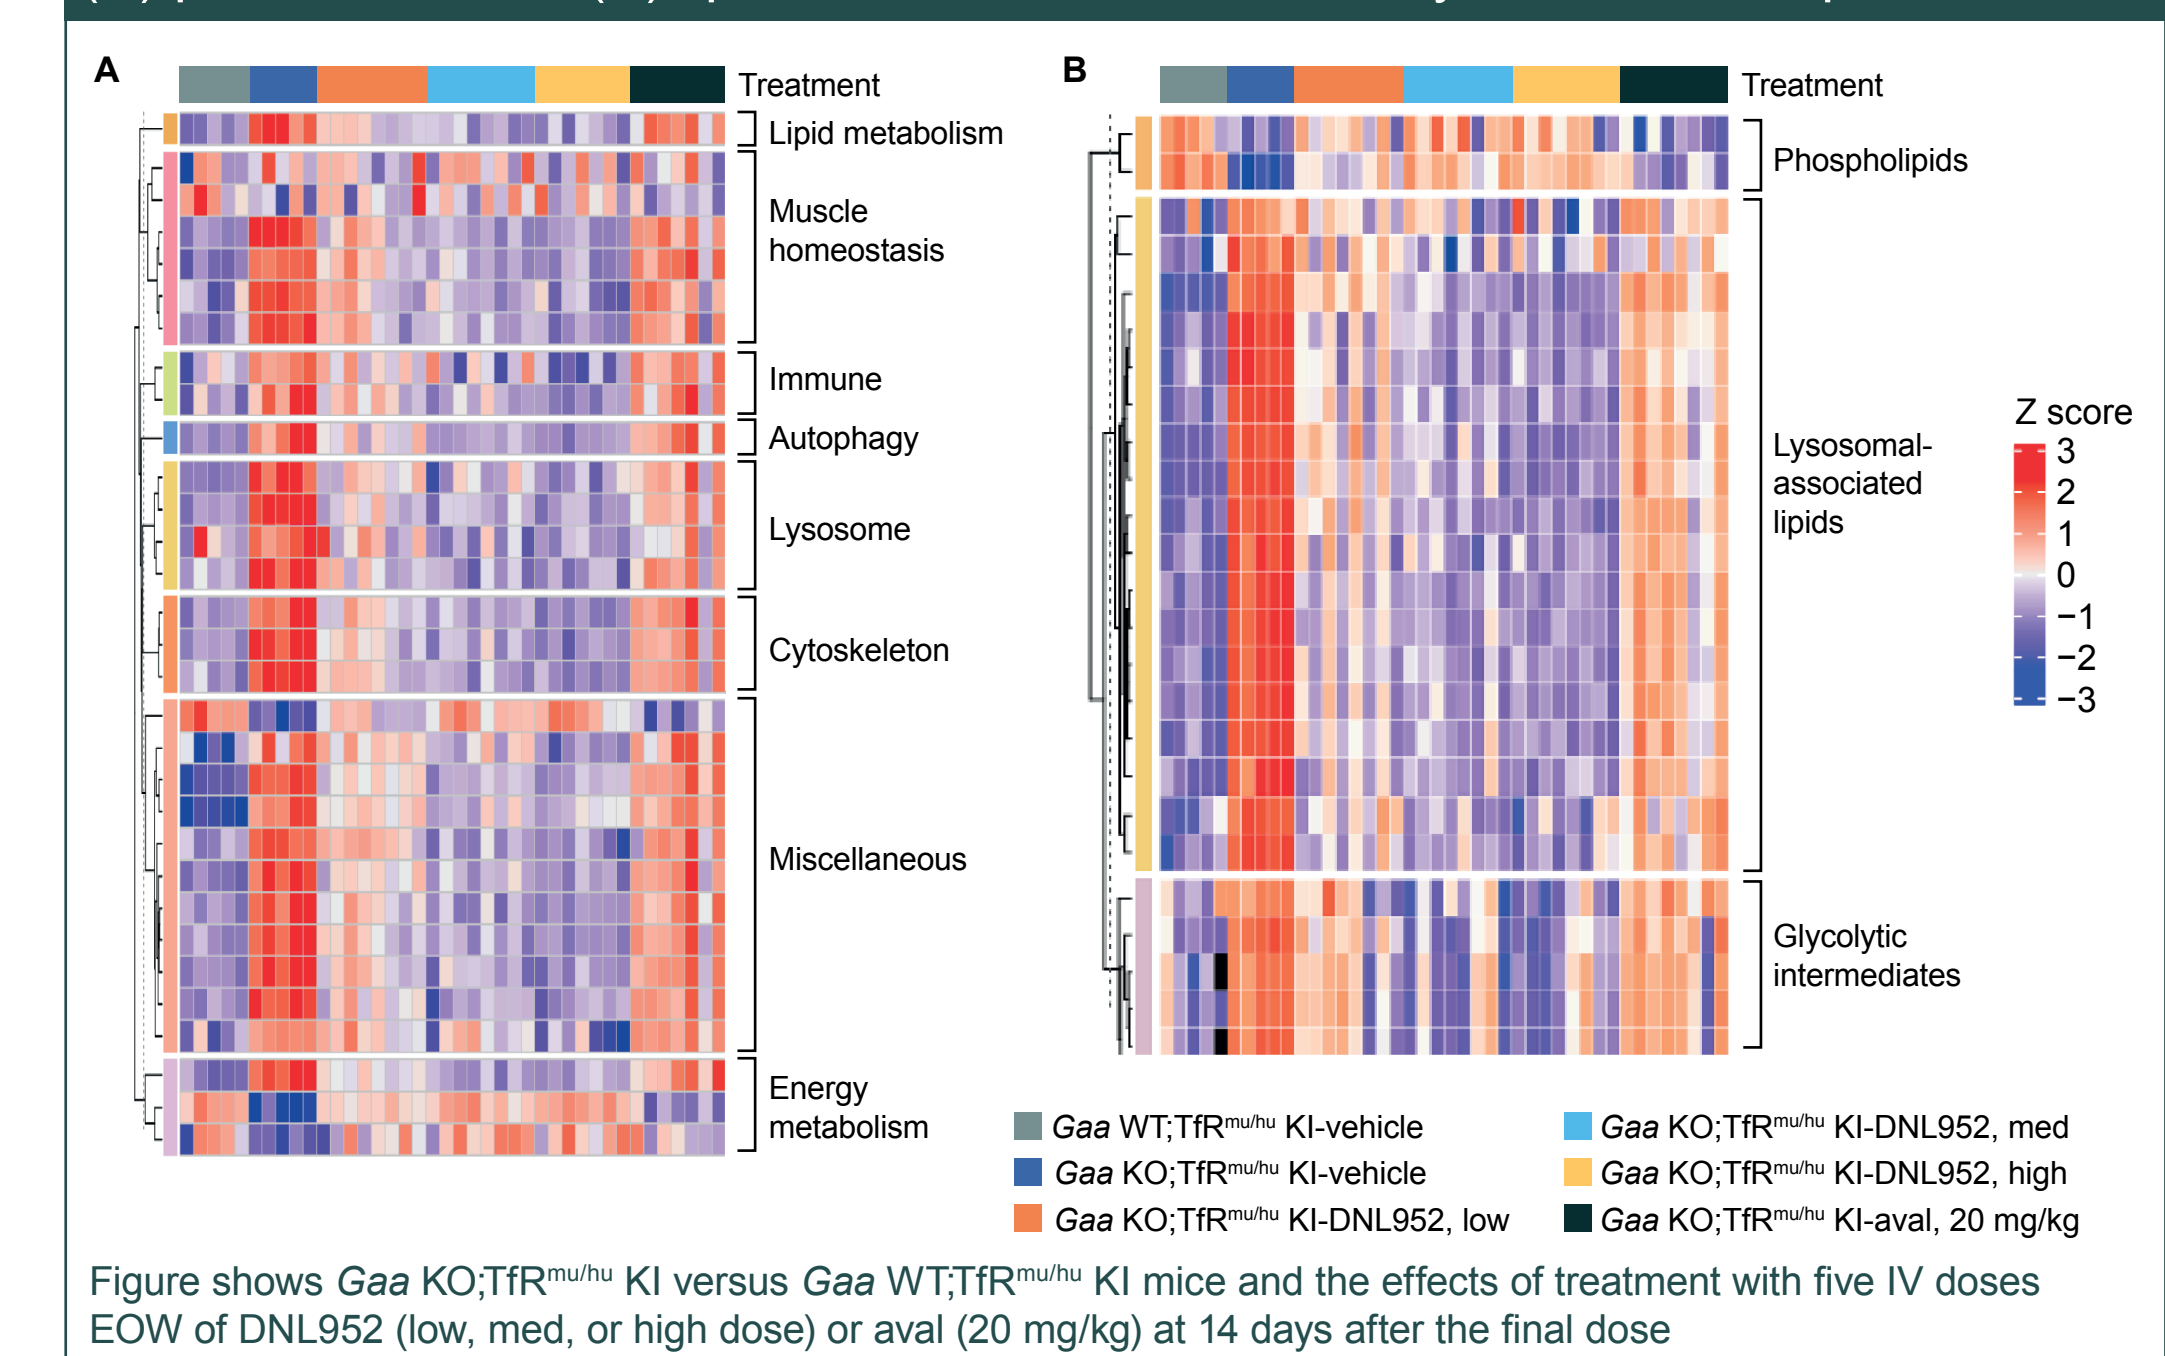 A
Treatment
Lipid metabolism
Muscle
homeostasis
Immune
Autophagy
Lysosome
Cytoskeleton
Miscellaneous
Energy
metabolism
B
Treatment
Phospholipids
Lysosomal-
associated
lipids
Glycolytic
intermediates
Z score
3
2
1
0
−1
−2
−3
Gaa WT;TfRmu/hu KI-vehicle
Gaa KO;TfRmu/hu KI-vehicle
Gaa KO;TfRmu/hu KI-DNL952, low
Gaa KO;TfRmu/hu KI-DNL952, med
Gaa KO;TfRmu/hu KI-DNL952, high
Gaa KO;TfRmu/hu KI-aval, 20 mg/kg
Figure shows Gaa KO;TfRmu/hu KI versus Gaa WT;TfRmu/hu KI mice and the effects of treatment with five IV doses
EOW of DNL952 (low, med, or high dose) or aval (20 mg/kg) at 14 days after the final dose